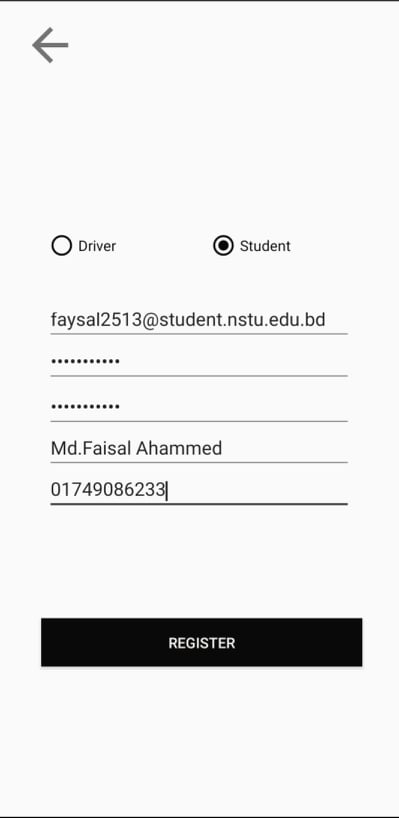 Driver Student
faysal2513@student.nstu.edu.bd
•••••••••••
•••••••••••
Md.Faisal Ahammed
01749086233
REGISTER